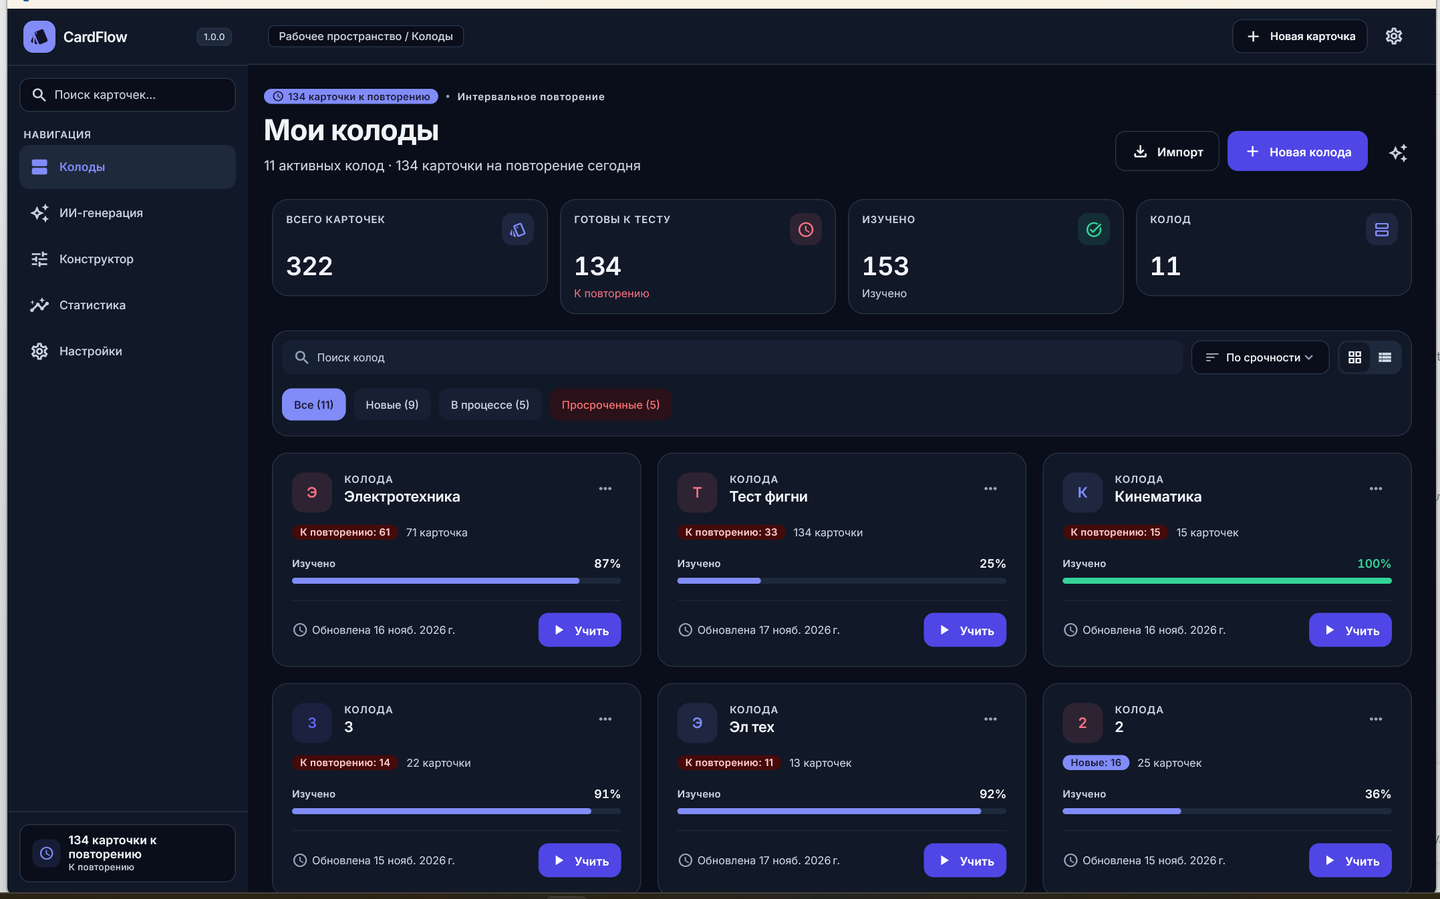 CardFlow
1.0.0
Рабочее пространство / Колоды
Новая карточка
Поиск карточек...
НАВИГАЦИЯ
Колоды
ИИ-генерация
Конструктор
Статистика
Настройки
134 карточки к
повторению
К повторению
134 карточки к повторению • Интервальное повторение
Мои колоды
11 активных колод · 134 карточки на повторение сегодня
Импорт
Новая колода
ВСЕГО КАРТОЧЕК
322
ГОТОВЫ К ТЕСТУ
134
К повторению
ИЗУЧЕНО
153
Изучено
КОЛОД
11
Поиск колод
По срочности
Все (11)
Новые (9)
В процессе (5)
Просроченные (5)
Э
КОЛОДА
Электротехника
К повторению: 61
71 карточка
Изучено
87%
Обновлена 16 нояб. 2026 г.
Учить
Т
КОЛОДА
Тест фигни
К повторению: 33
134 карточки
Изучено
25%
Обновлена 17 нояб. 2026 г.
Учить
К
КОЛОДА
Кинематика
К повторению: 15
15 карточек
Изучено
100%
Обновлена 16 нояб. 2026 г.
Учить
3
КОЛОДА
3
К повторению: 14
22 карточки
Изучено
91%
Обновлена 15 нояб. 2026 г.
Учить
Э
КОЛОДА
Эл тех
К повторению: 11
13 карточек
Изучено
92%
Обновлена 17 нояб. 2026 г.
Учить
2
КОЛОДА
2
Новые: 16
25 карточек
Изучено
36%
Обновлена 15 нояб. 2026 г.
Учить